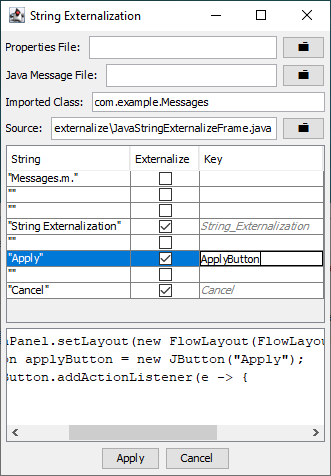 String Externalization
Properties File:
Java Message File:
Imported Class: com.example.Messages
Source: externalize\JavaStringExternalizeFrame.java
String Externalize Key
"Messages.m."
""
""
"String Externalization" String_Externalization
""
"Apply" ApplyButton
""
"Cancel" Cancel
Panel.setLayout(new FlowLayout(FlowLayou
on applyButton = new JButton("Apply");
Button.addActionListener(e -> {
Apply Cancel